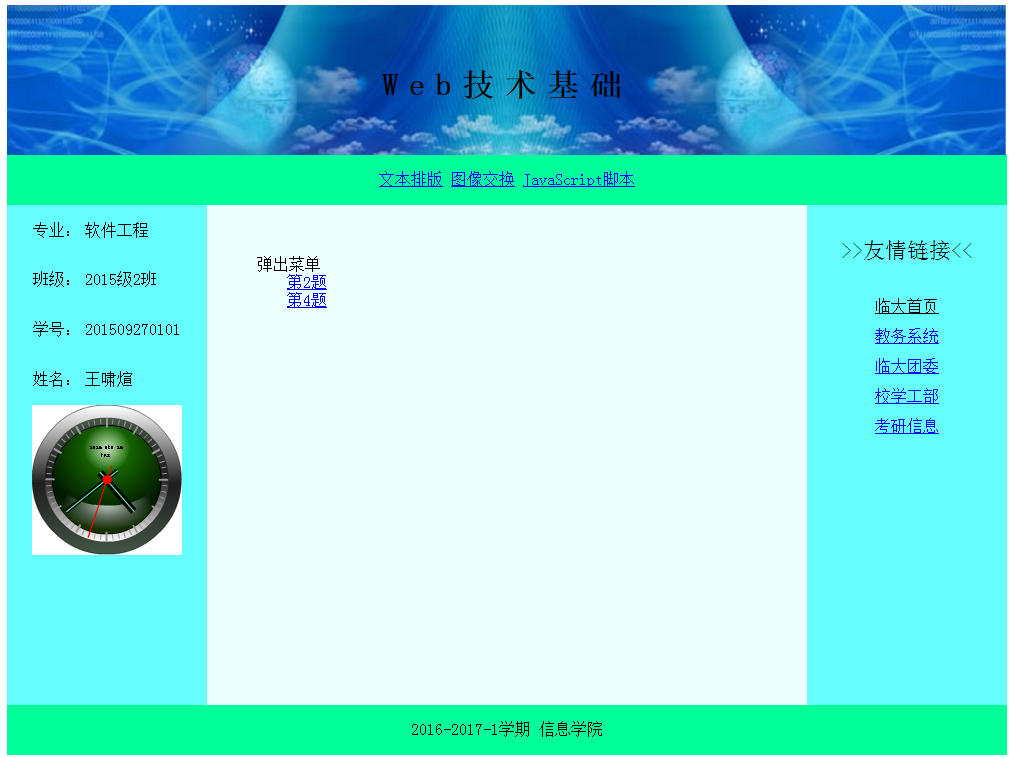 Web技术基础
文本排版 图像交换 JavaScript脚本
专业： 软件工程
班级： 2015级2班
学号： 201509270101
姓名： 王啸煊
弹出菜单
第2题
第4题
>>友情链接<<
临大首页
教务系统
临大团委
校学工部
考研信息
2016-2017-1学期 信息学院